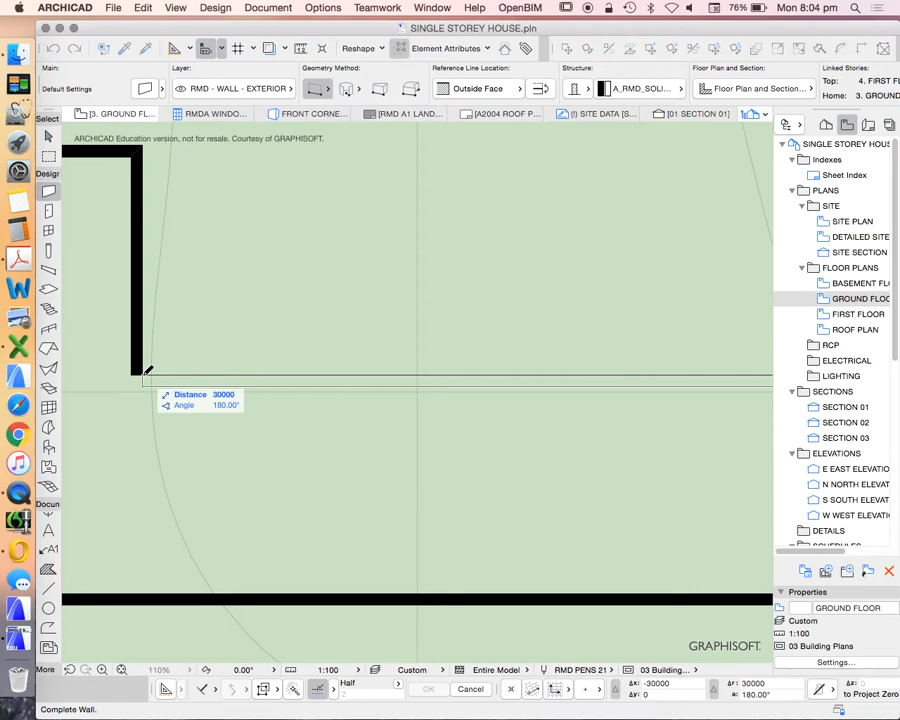 ARCHICAD File Edit View Design Document Options Teamwork Window Help OpenBIM 76% Mon 8:04 pm
SINGLE STOREY HOUSE.pln
Reshape Element Attributes
Main: Layer: Geometry Method: Reference Line Location: Structure: Floor Plan and Section: Linked Stories:
Top: 4. FIRST FL
Default Settings RMD - WALL - EXTERIOR Outside Face A_RMD_SOLI... Floor Plan and Section... Home: 3. GROUND
Select [3. GROUND FL... RMDA WINDO... FRONT CORNE... [RMD A1 LAND... [A2004 ROOF P... (!) SITE DATA [S... [01 SECTION 01]
ARCHICAD Education version, not for resale. Courtesy of GRAPHISOFT.
SINGLE STOREY HOUS
Indexes
Sheet Index
Design
PLANS
SITE
SITE PLAN
DETAILED SITE
SITE SECTION
FLOOR PLANS
BASEMENT FL
GROUND FLOO
FIRST FLOOR
ROOF PLAN
RCP
ELECTRICAL
LIGHTING
SECTIONS
SECTION 01
SECTION 02
SECTION 03
ELEVATIONS
E EAST ELEVATIO
N NORTH ELEVAT
S SOUTH ELEVAT
W WEST ELEVATI
DETAILS
Distance 30000
Angle 180.00°
Docun
A
A1
Properties
GROUND FLOOR
Custom
1:100
03 Building Plans
Settings...
GRAPHISOFT.
More 110% 0.00° 1:100 Custom Entire Model RMD PENS 21 03 Building...
Half
2
OK Cancel
Δx: -30000
Δy: 0
r: 30000
a: 180.00°
Δz: 0
to Project Zero
Complete Wall.